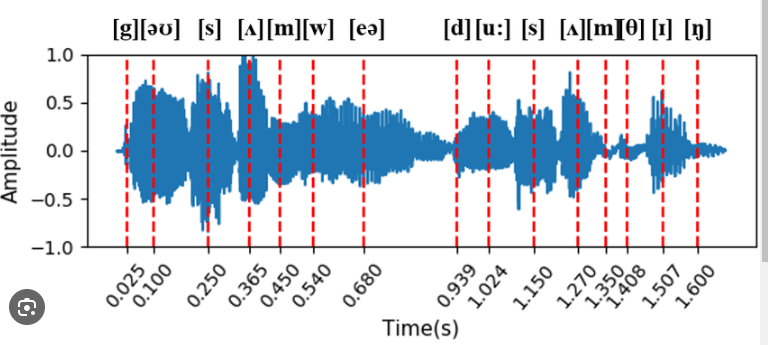 [g][əʊ] [s] [ʌ][m][w] [eə] [d][u:] [s] [ʌ][m][θ] [ɪ] [ŋ]
1.0
0.5
0.0
−0.5
−1.0
Amplitude
0.025 0.100 0.250 0.365 0.450 0.540 0.680 0.939 1.024 1.150 1.270 1.350 1.408 1.507 1.600
Time(s)